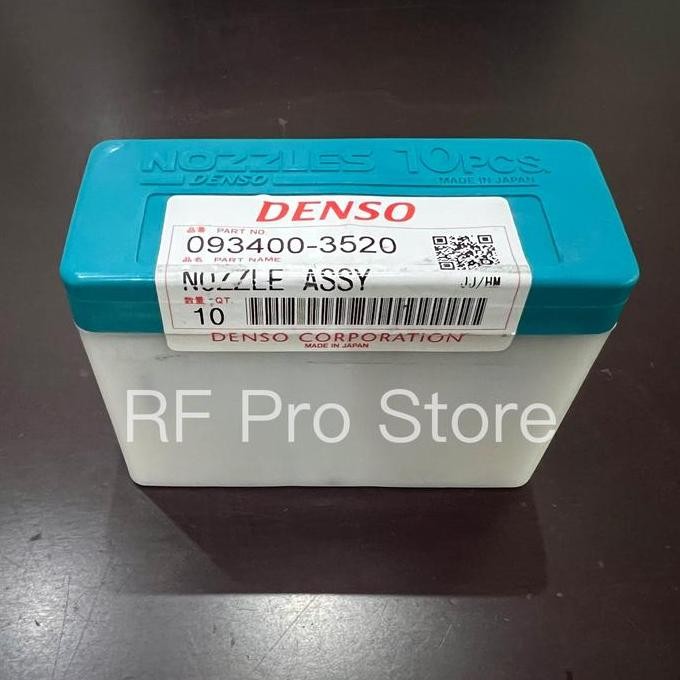 NOZZLES 10PCS.
DENSO MADE IN JAPAN
DENSO
品番 PART NO
093400-3520
品名 PART NAME
NOZZLE ASSY JJ/HM
数量 QT.
10
DENSO CORPORATION
MADE IN JAPAN
RF Pro Store